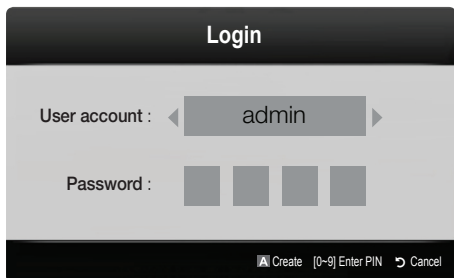 Login
User account : admin
Password :
A Create [0~9] Enter PIN Cancel